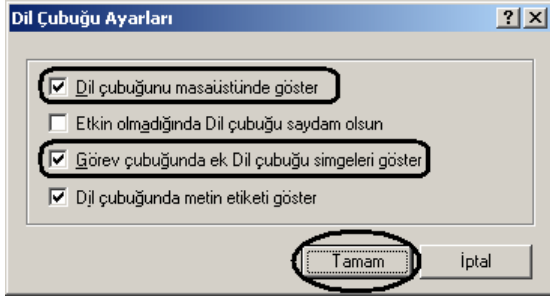 Dil Çubuğu Ayarları
Dil çubuğunu masaüstünde göster
Etkin olmadığında Dil çubuğu saydam olsun
Görev çubuğunda ek Dil çubuğu simgeleri göster
Dil çubuğunda metin etiketi göster
Tamam İptal